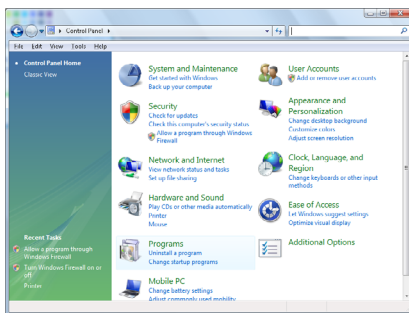 Control Panel
File Edit View Tools Help
Control Panel Home
Classic View
System and Maintenance
Get started with Windows
Back up your computer
Security
Check for updates
Check this computer's security status
Allow a program through Windows
Firewall
Network and Internet
View network status and tasks
Set up file sharing
Hardware and Sound
Play CDs or other media automatically
Printer
Mouse
Programs
Uninstall a program
Change startup programs
Mobile PC
Change battery settings
Adjust commonly used mobility
User Accounts
Add or remove user accounts
Appearance and
Personalization
Change desktop background
Customize colors
Adjust screen resolution
Clock, Language, and
Region
Change keyboards or other input
methods
Ease of Access
Let Windows suggest settings
Optimize visual display
Additional Options
Recent Tasks
Allow a program through
Windows Firewall
Turn Windows Firewall on or
off
Printer